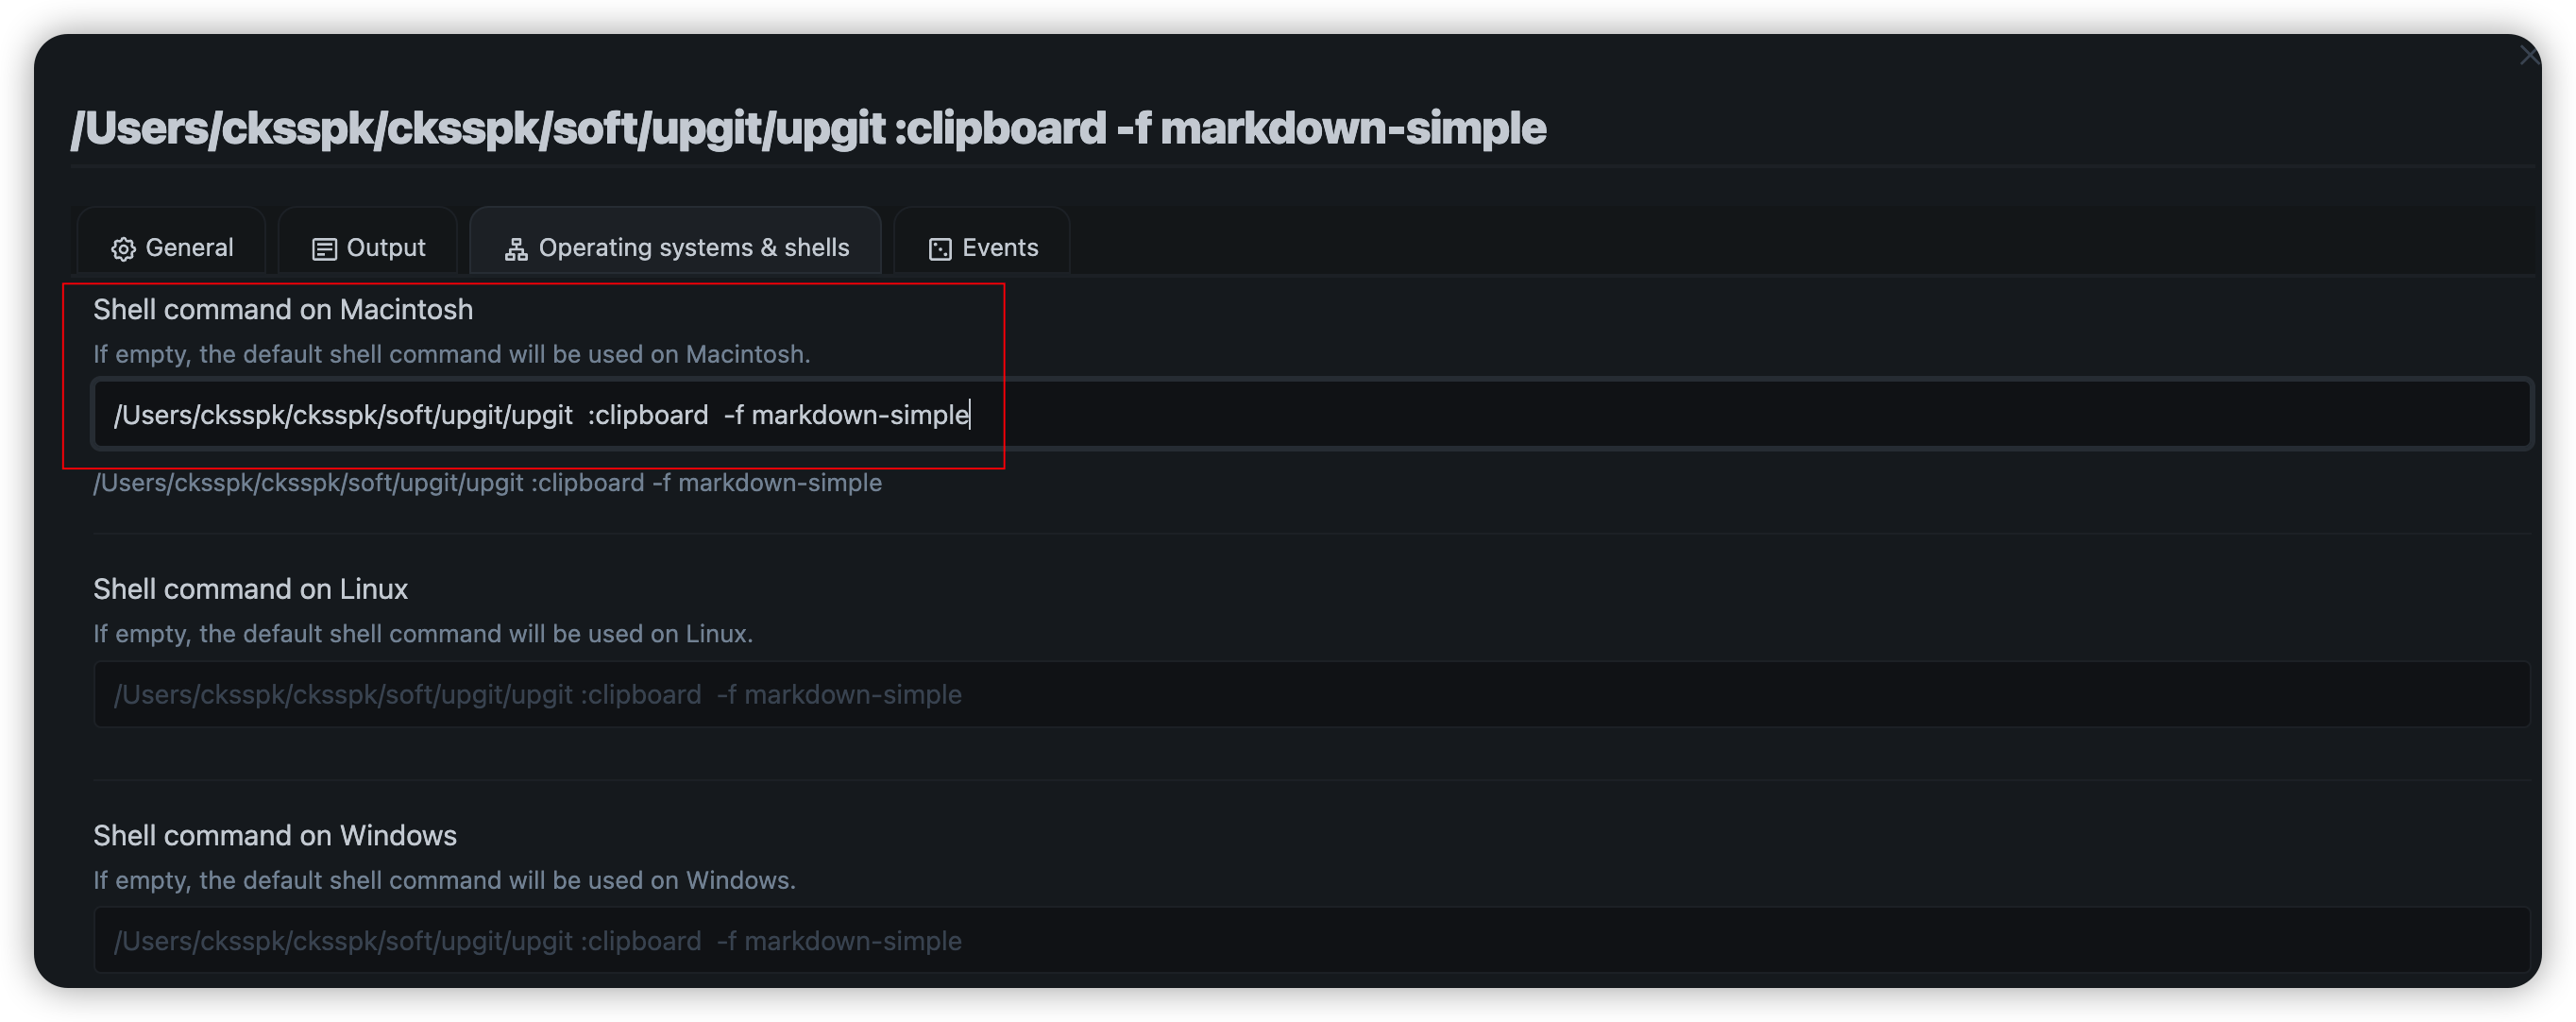 /Users/cksspk/cksspk/soft/upgit/upgit :clipboard -f markdown-simple
General Output Operating systems & shells Events
Shell command on Macintosh
If empty, the default shell command will be used on Macintosh.
/Users/cksspk/cksspk/soft/upgit/upgit  :clipboard  -f markdown-simple
/Users/cksspk/cksspk/soft/upgit/upgit :clipboard -f markdown-simple
Shell command on Linux
If empty, the default shell command will be used on Linux.
/Users/cksspk/cksspk/soft/upgit/upgit :clipboard  -f markdown-simple
Shell command on Windows
If empty, the default shell command will be used on Windows.
/Users/cksspk/cksspk/soft/upgit/upgit :clipboard  -f markdown-simple